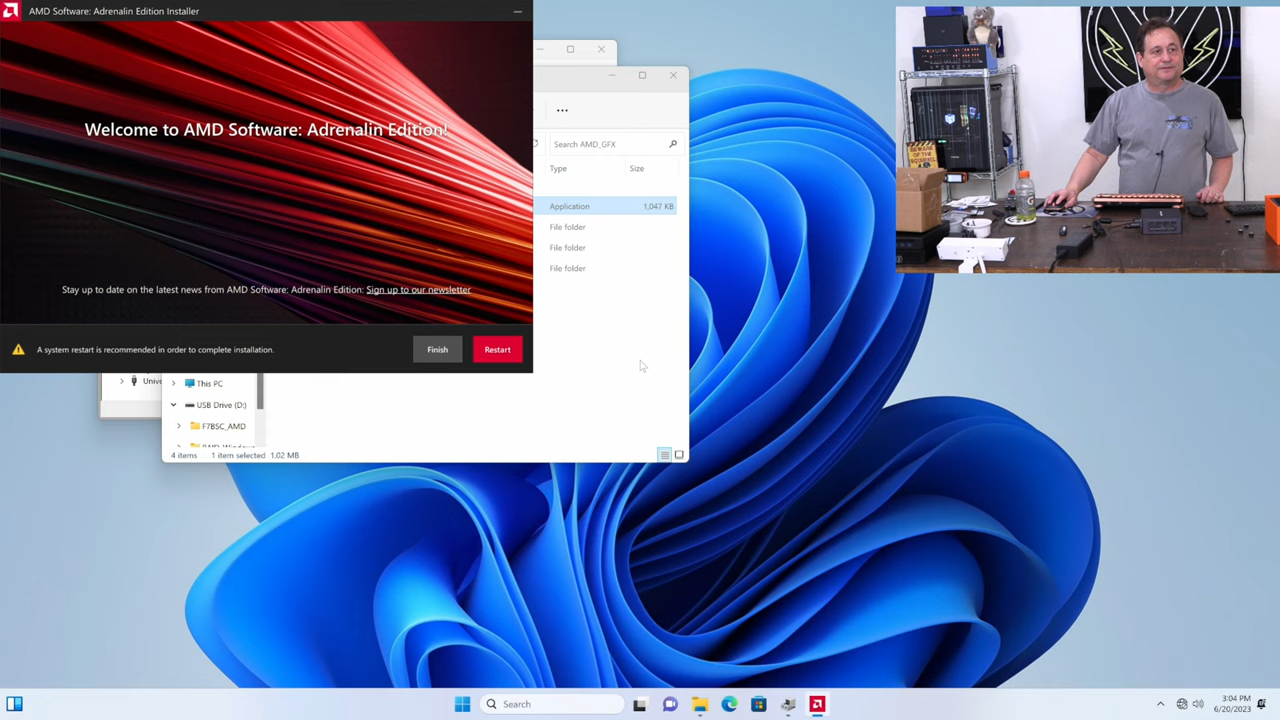 AMD Software: Adrenalin Edition Installer
Welcome to AMD Software: Adrenalin Edition!
Stay up to date on the latest news from AMD Software: Adrenalin Edition: Sign up to our newsletter
A system restart is recommended in order to complete installation.
Finish
Restart
Search AMD_GFX
Type
Size
Application
1,047 KB
File folder
File folder
File folder
This PC
USB Drive (D:)
F7BSC_AMD
4 items
1 item selected 1.02 MB
BEWARE
OF THE
G
Search
3:04 PM
6/20/2023